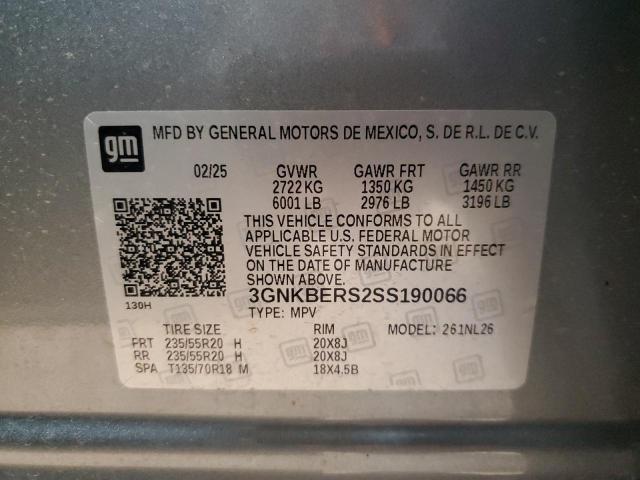 gm MFD BY GENERAL MOTORS DE MEXICO, S. DE R.L. DE C.V.
02/25 GVWR GAWR FRT GAWR RR
2722 KG 1350 KG 1450 KG
6001 LB 2976 LB 3196 LB
THIS VEHICLE CONFORMS TO ALL
APPLICABLE U.S. FEDERAL MOTOR
VEHICLE SAFETY STANDARDS IN EFFECT
ON THE DATE OF MANUFACTURE
SHOWN ABOVE.
130H 3GNKBERS2SS190066
TYPE: MPV
TIRE SIZE RIM MODEL: 261NL26
FRT 235/55R20 H 20X8J
RR 235/55R20 H 20X8J
SPA T135/70R18 M 18X4.5B